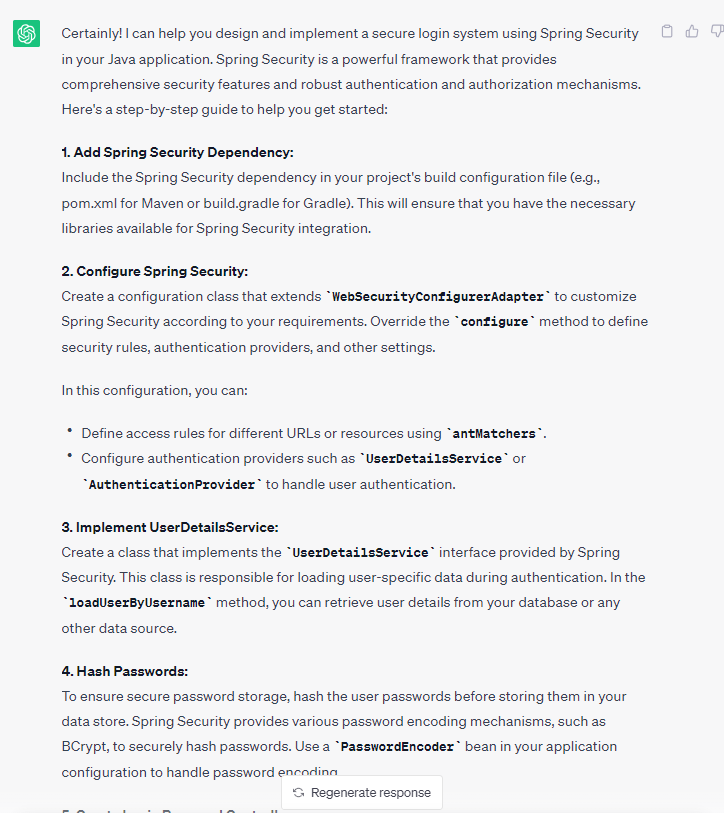 Certainly! I can help you design and implement a secure login system using Spring Security
in your Java application. Spring Security is a powerful framework that provides
comprehensive security features and robust authentication and authorization mechanisms.
Here's a step-by-step guide to help you get started:
1. Add Spring Security Dependency:
Include the Spring Security dependency in your project's build configuration file (e.g.,
pom.xml for Maven or build.gradle for Gradle). This will ensure that you have the necessary
libraries available for Spring Security integration.
2. Configure Spring Security:
Create a configuration class that extends `WebSecurityConfigurerAdapter` to customize
Spring Security according to your requirements. Override the `configure` method to define
security rules, authentication providers, and other settings.
In this configuration, you can:
• Define access rules for different URLs or resources using `antMatchers`.
• Configure authentication providers such as `UserDetailsService` or
`AuthenticationProvider` to handle user authentication.
3. Implement UserDetailsService:
Create a class that implements the `UserDetailsService` interface provided by Spring
Security. This class is responsible for loading user-specific data during authentication. In the
`loadUserByUsername` method, you can retrieve user details from your database or any
other data source.
4. Hash Passwords:
To ensure secure password storage, hash the user passwords before storing them in your
data store. Spring Security provides various password encoding mechanisms, such as
BCrypt, to securely hash passwords. Use a `PasswordEncoder` bean in your application
configuration to handle password encoding
Regenerate response